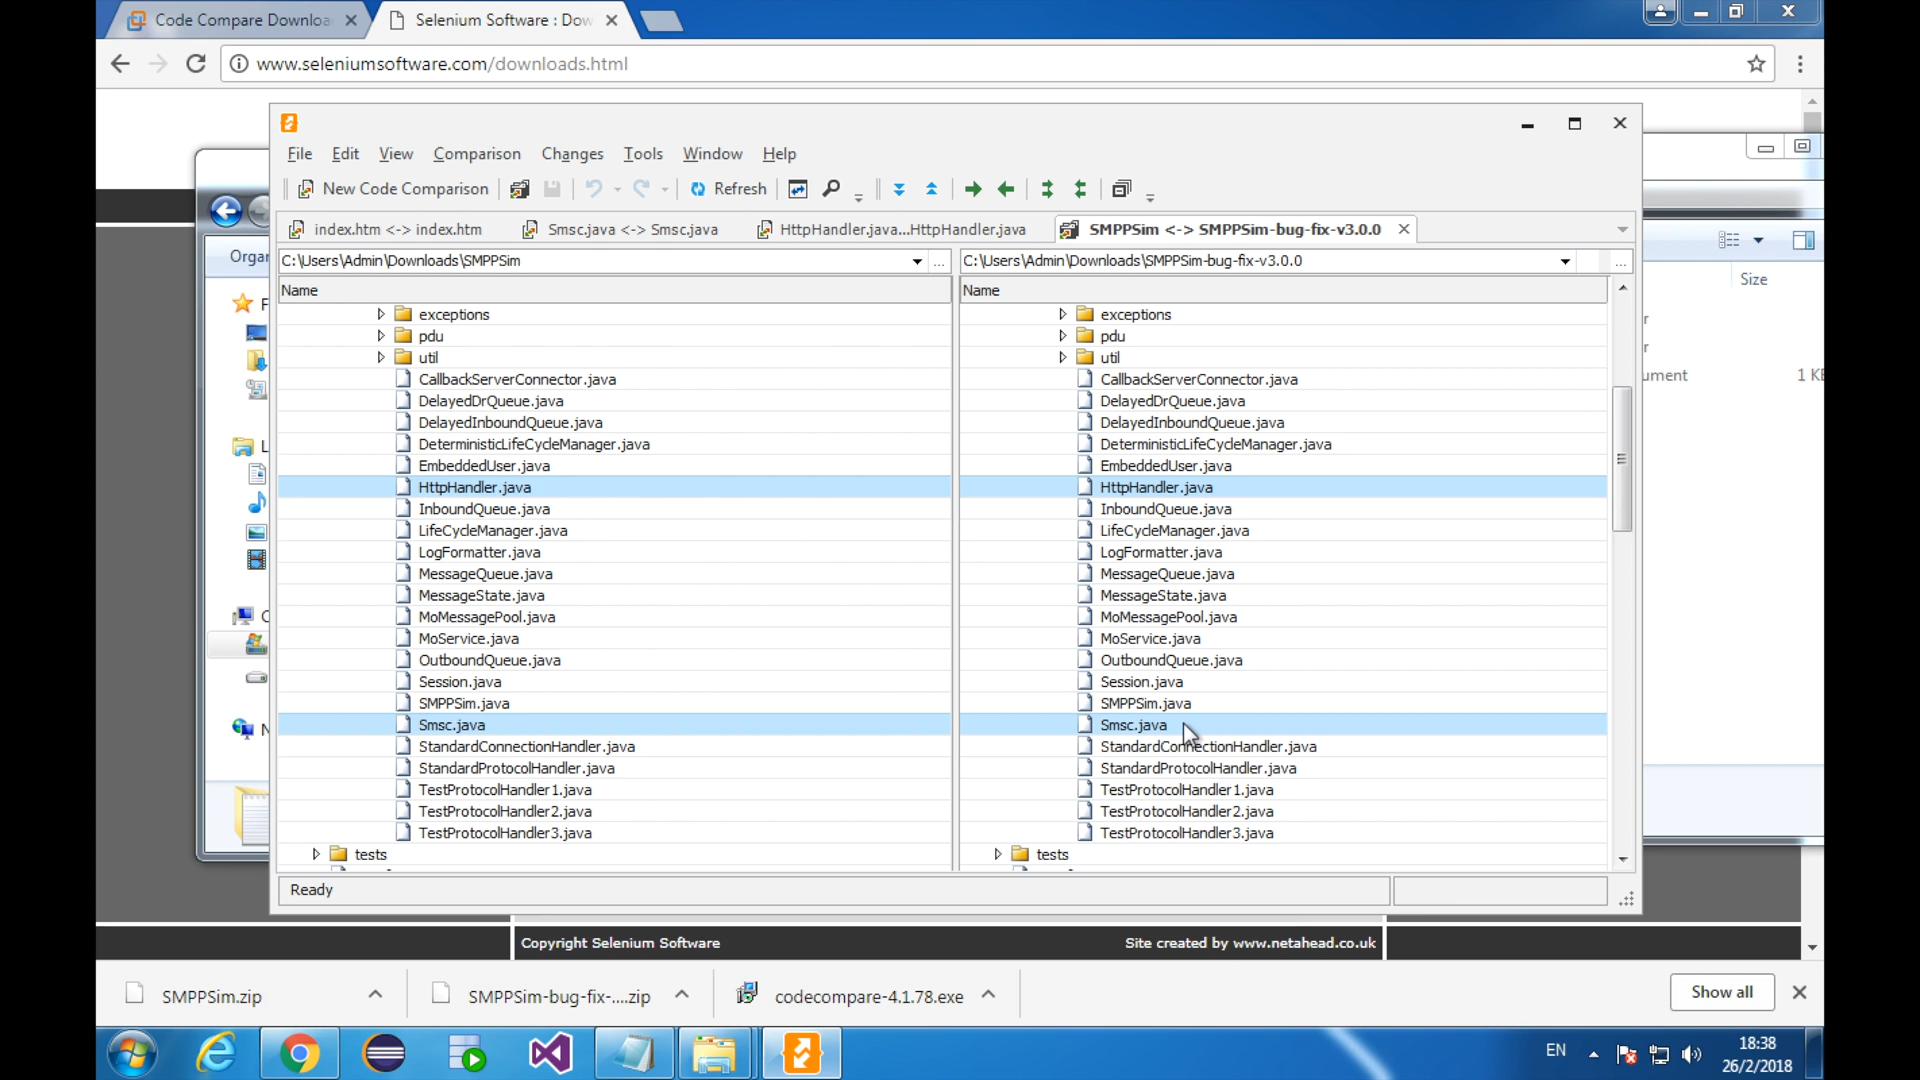 Code Compare Downloa
Selenium Software : Dow
www.seleniumsoftware.com/downloads.html
File Edit View Comparison Changes Tools Window Help
New Code Comparison Refresh
index.htm <-> index.htm Smsc.java <-> Smsc.java HttpHandler.java...HttpHandler.java SMPPSim <-> SMPPSim-bug-fix-v3.0.0
Orgar
C:\Users\Admin\Downloads\SMPPSim ... C:\Users\Admin\Downloads\SMPPSim-bug-fix-v3.0.0 ...
Size
Name Name
F
exceptions exceptions
pdu pdu
util util
ument 1 KE
CallbackServerConnector.java CallbackServerConnector.java
DelayedDrQueue.java DelayedDrQueue.java
DelayedInboundQueue.java DelayedInboundQueue.java
L
DeterministicLifeCycleManager.java DeterministicLifeCycleManager.java
EmbeddedUser.java EmbeddedUser.java
HttpHandler.java HttpHandler.java
InboundQueue.java InboundQueue.java
LifeCycleManager.java LifeCycleManager.java
LogFormatter.java LogFormatter.java
MessageQueue.java MessageQueue.java
MessageState.java MessageState.java
MoMessagePool.java MoMessagePool.java
MoService.java MoService.java
OutboundQueue.java OutboundQueue.java
Session.java Session.java
SMPPSim.java SMPPSim.java
Smsc.java Smsc.java
StandardConnectionHandler.java StandardConnectionHandler.java
StandardProtocolHandler.java StandardProtocolHandler.java
TestProtocolHandler1.java TestProtocolHandler1.java
TestProtocolHandler2.java TestProtocolHandler2.java
TestProtocolHandler3.java TestProtocolHandler3.java
tests tests
Ready
Copyright Selenium Software Site created by www.netahead.co.uk
SMPPSim.zip SMPPSim-bug-fix-....zip codecompare-4.1.78.exe Show all
EN 18:38
26/2/2018